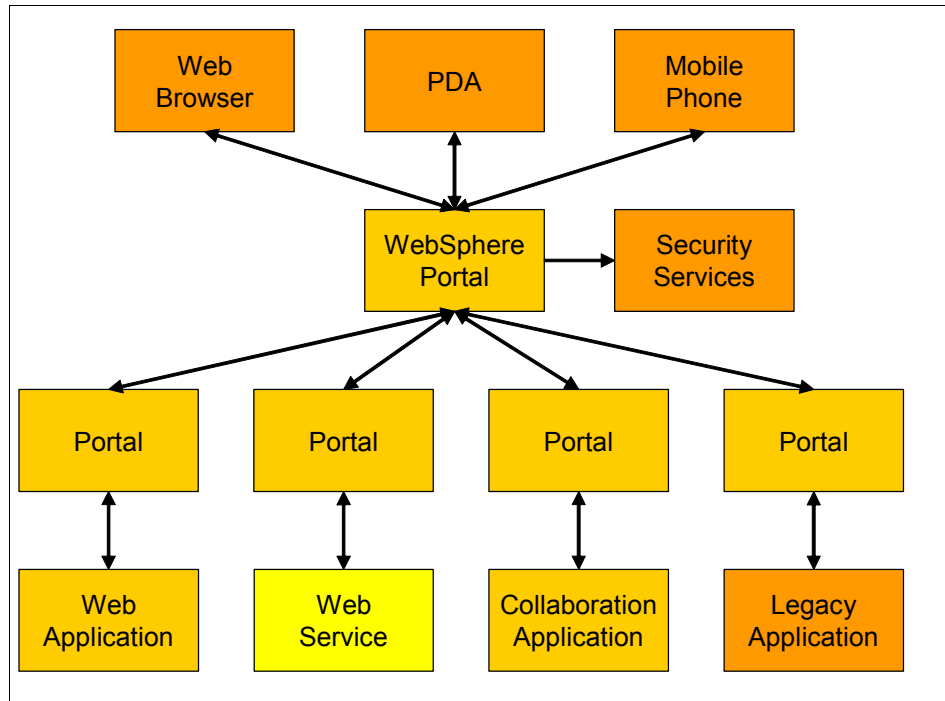 Web
Browser
PDA
Mobile
Phone
WebSphere
Portal
Security
Services
Portal
Portal
Portal
Portal
Web
Application
Web
Service
Collaboration
Application
Legacy
Application